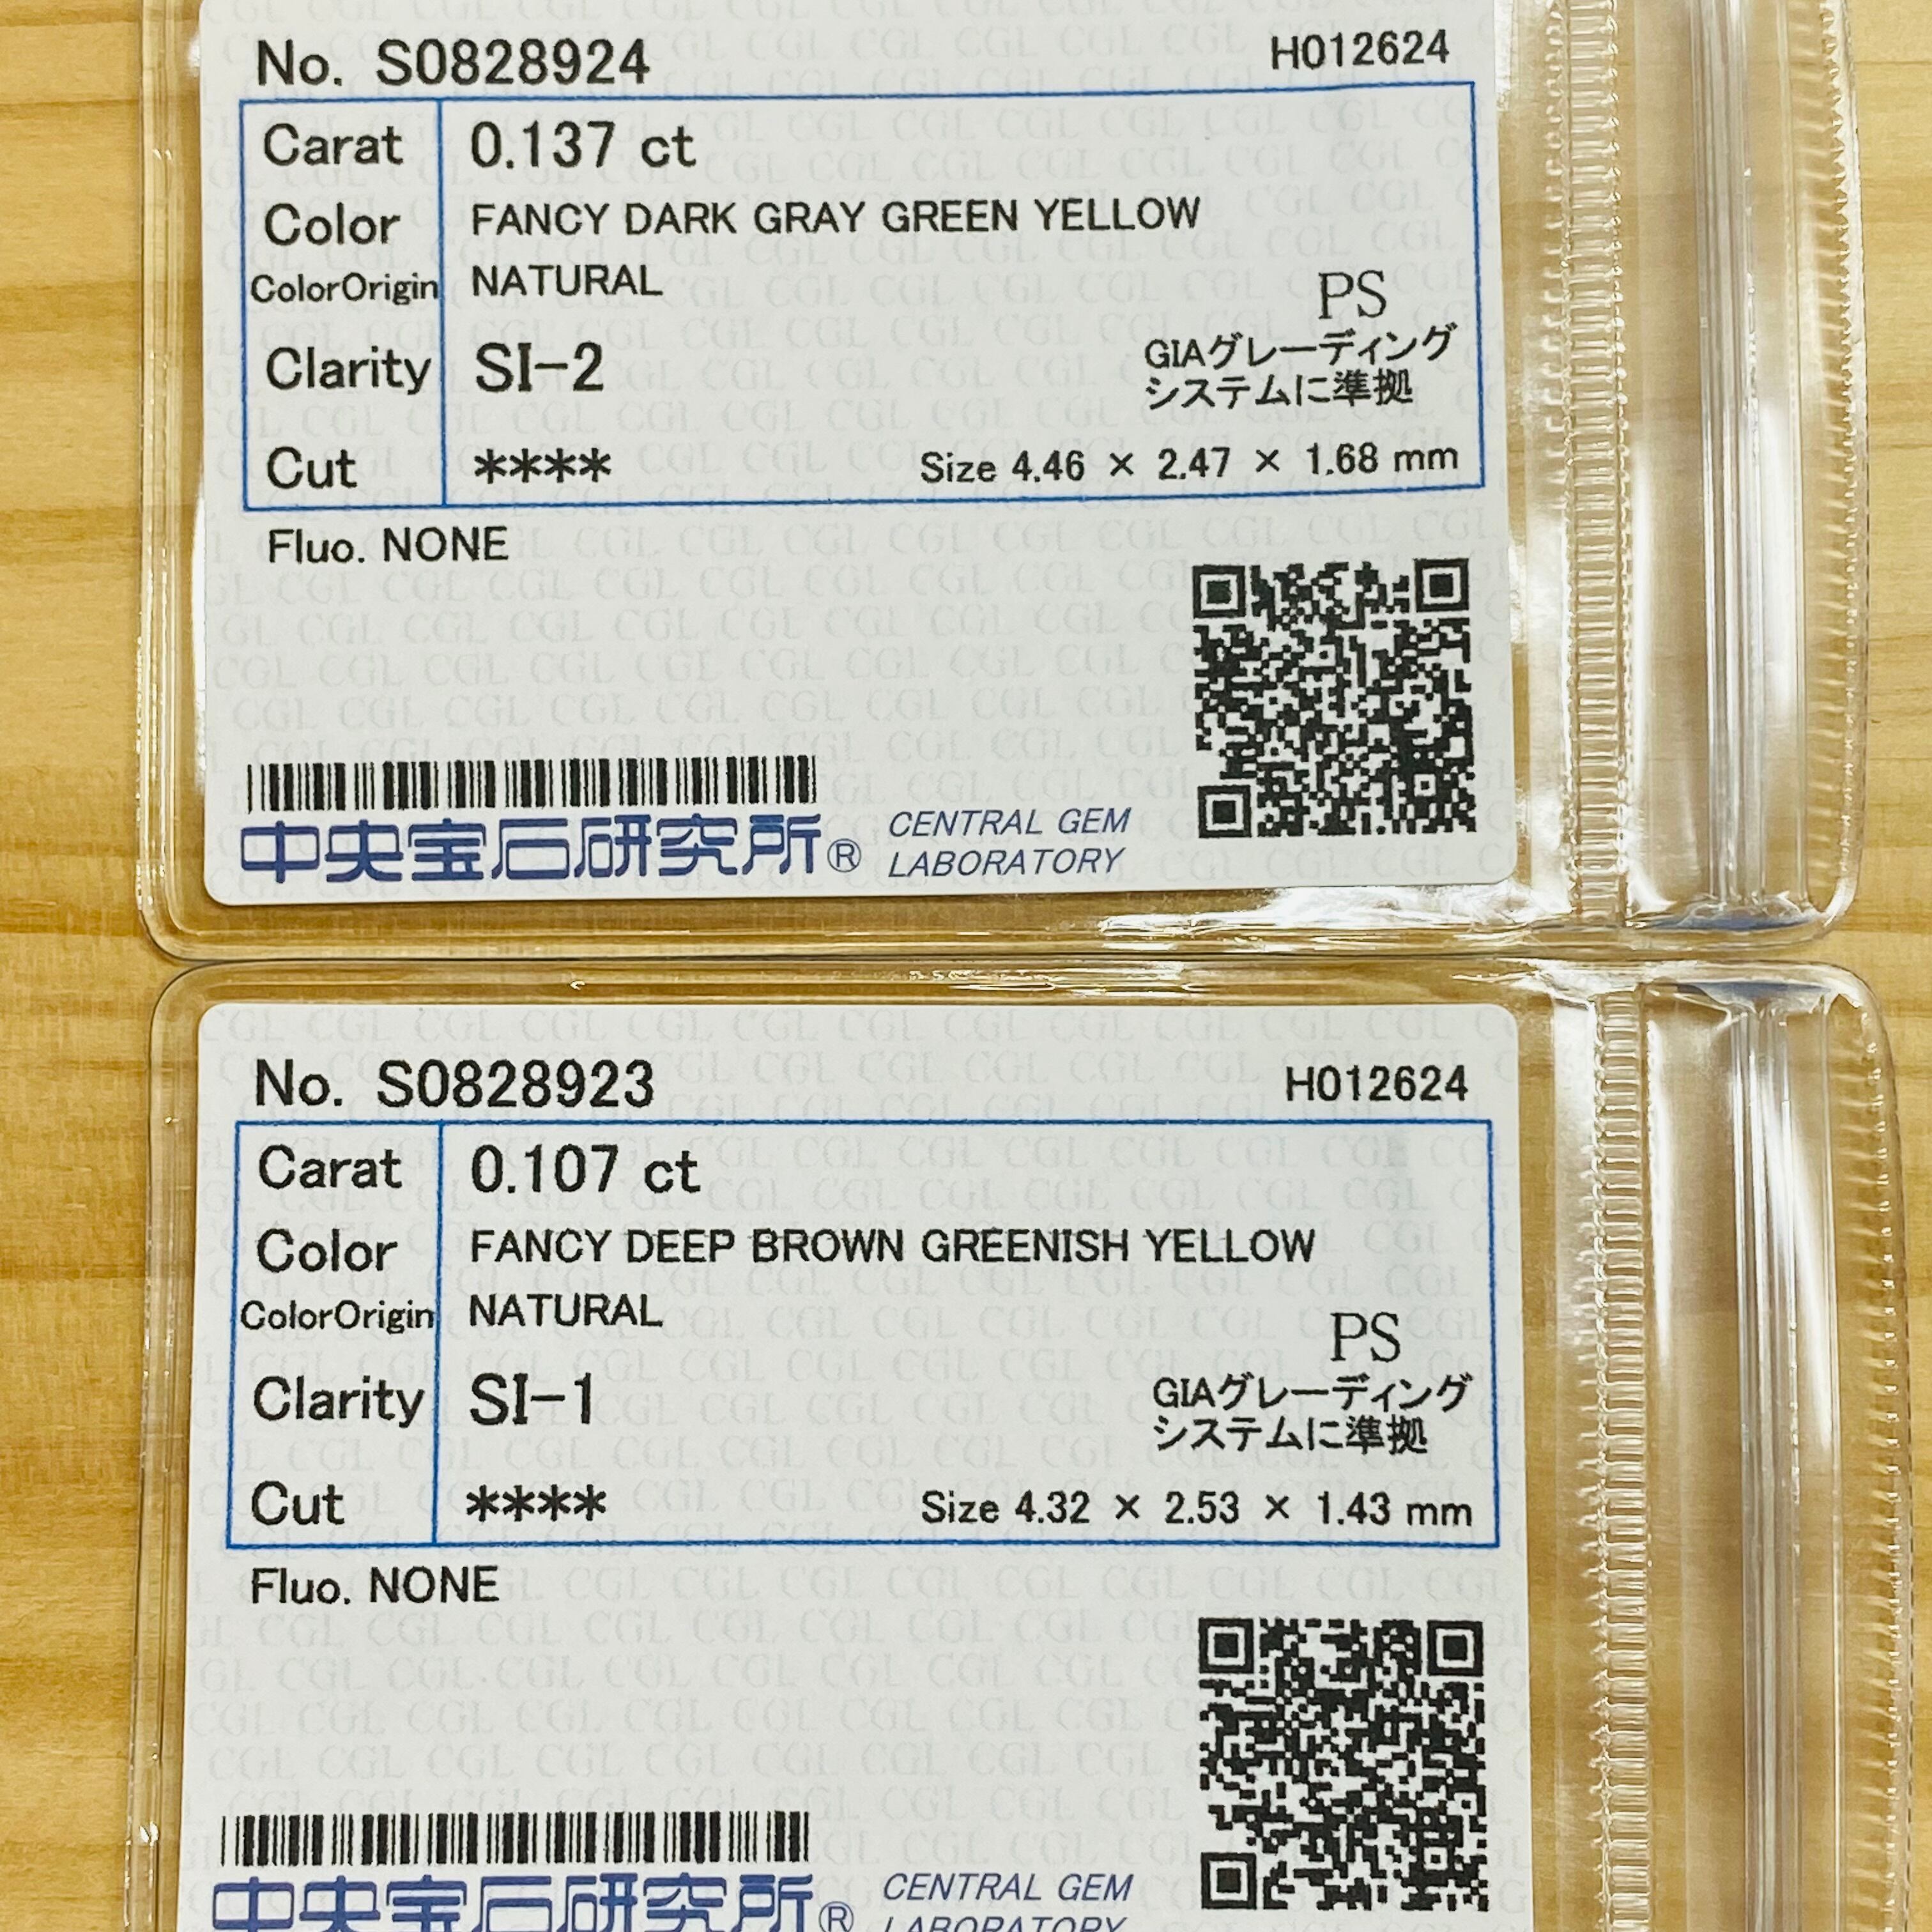 No. S0828924 H012624
Carat 0.137 ct
Color FANCY DARK GRAY GREEN YELLOW
ColorOrigin NATURAL
PS
Clarity SI-2
GIAグレーディング
システムに準拠
Cut ****
Size 4.46 × 2.47 × 1.68 mm
Fluo. NONE
中央宝石研究所® CENTRAL GEM
LABORATORY
No. S0828923 H012624
Carat 0.107 ct
Color FANCY DEEP BROWN GREENISH YELLOW
ColorOrigin NATURAL
PS
Clarity SI-1
GIAグレーディング
システムに準拠
Cut ****
Size 4.32 × 2.53 × 1.43 mm
Fluo. NONE
中央宝石研究所® CENTRAL GEM
LABORATORY